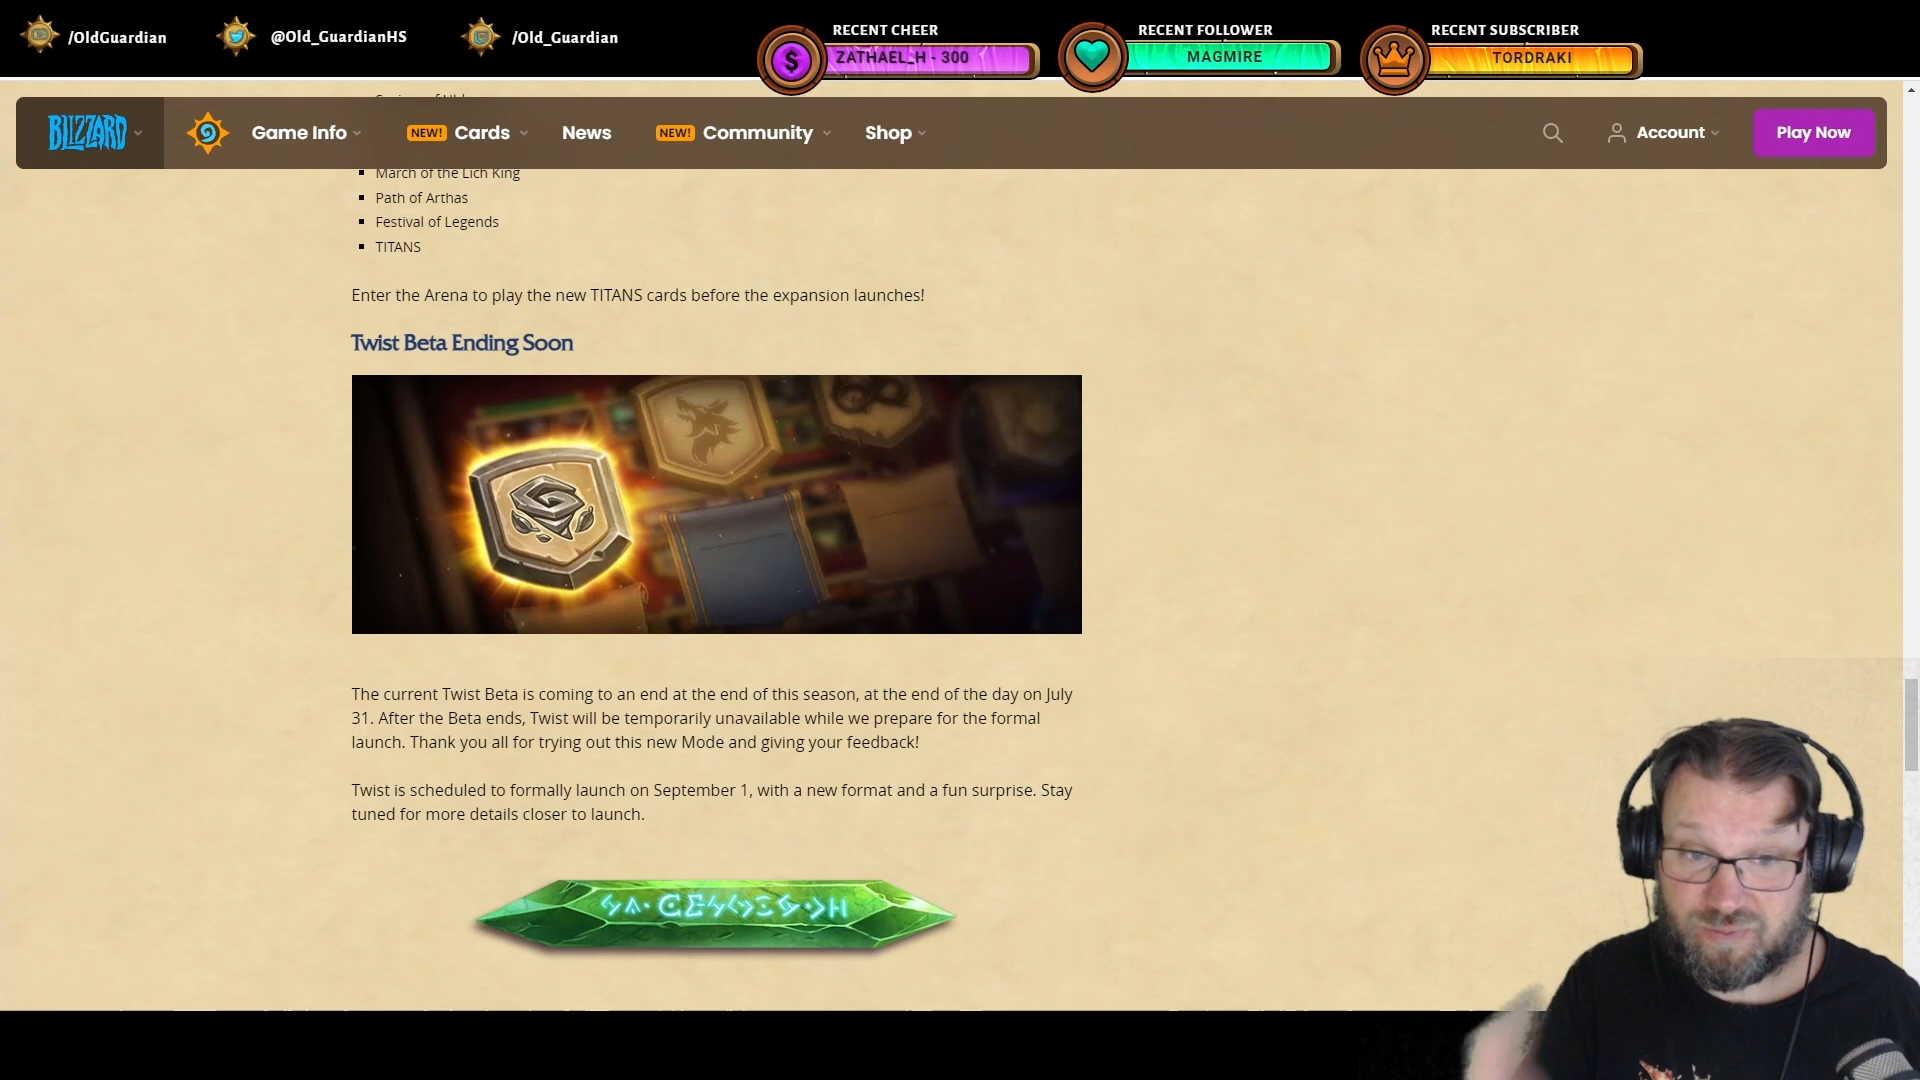 /OldGuardian
@Old_GuardianHS
/Old_Guardian
RECENT CHEER
ZATHAEL_H - 300
RECENT FOLLOWER
MAGMIRE
RECENT SUBSCRIBER
TORDRAKI
BLIZZARD
Game Info
NEW! Cards
News
NEW! Community
Shop
Account
Play Now
March of the Lich King
Path of Arthas
Festival of Legends
TITANS
Enter the Arena to play the new TITANS cards before the expansion launches!
Twist Beta Ending Soon
The current Twist Beta is coming to an end at the end of this season, at the end of the day on July
31. After the Beta ends, Twist will be temporarily unavailable while we prepare for the formal
launch. Thank you all for trying out this new Mode and giving your feedback!
Twist is scheduled to formally launch on September 1, with a new format and a fun surprise. Stay
tuned for more details closer to launch.